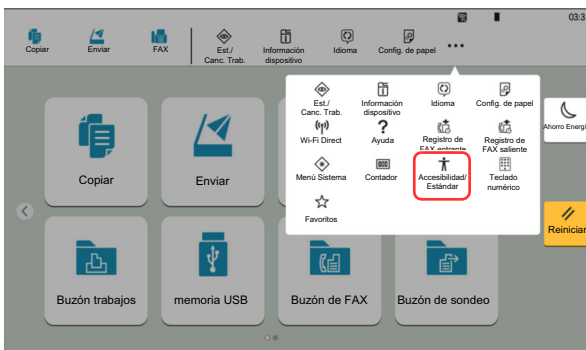 03:3
Copiar
Enviar
FAX
Est./
Canc. Trab.
Información
dispositivo
Idioma
Config. de papel
Est./
Canc. Trab.
Información
dispositivo
Idioma
Config. de papel
Wi-Fi Direct
Ayuda
Registro de
FAX entrante
Registro de
FAX saliente
Menú Sistema
Contador
Accesibilidad/
Estándar
Teclado
numérico
Favoritos
Ahorro Energí
Reiniciar
Copiar
Enviar
Buzón trabajos
memoria USB
Buzón de FAX
Buzón de sondeo